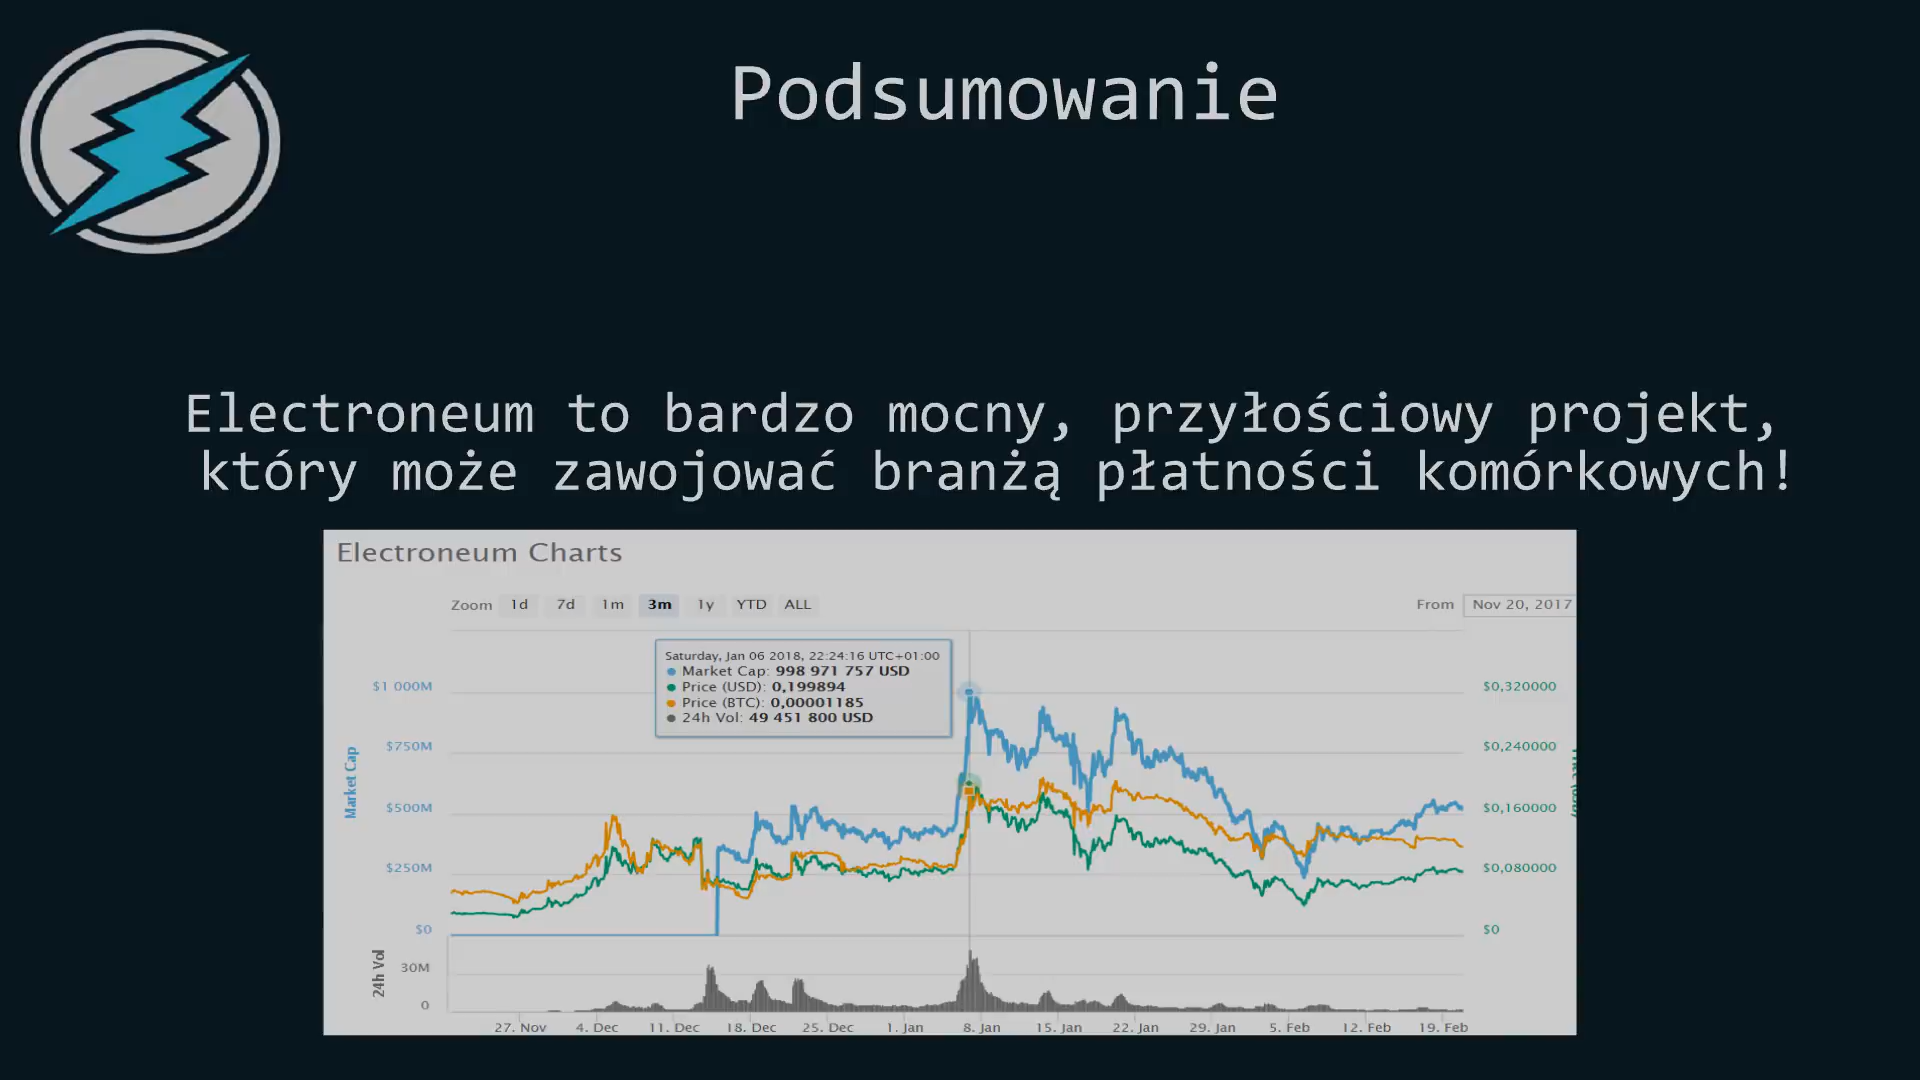 Podsumowanie
Electroneum to bardzo mocny, przyłościowy projekt,
który może zawojować branżą płatności komórkowych!
Electroneum Charts
Zoom 1d 7d 1m 3m 1y YTD ALL From Nov 20, 2017
Saturday, Jan 06 2018, 22:24:16 UTC+01:00
Market Cap: 998 971 757 USD
Price (USD): 0,199894
Price (BTC): 0,00001185
24h Vol: 49 451 800 USD
$1 000M $0,320000
$750M $0,240000
Market Cap
$500M $0,160000
$250M $0,080000
$0 $0
24h Vol
30M
0
27. Nov 4. Dec 11. Dec 18. Dec 25. Dec 1. Jan 8. Jan 15. Jan 22. Jan 29. Jan 5. Feb 12. Feb 19. Feb